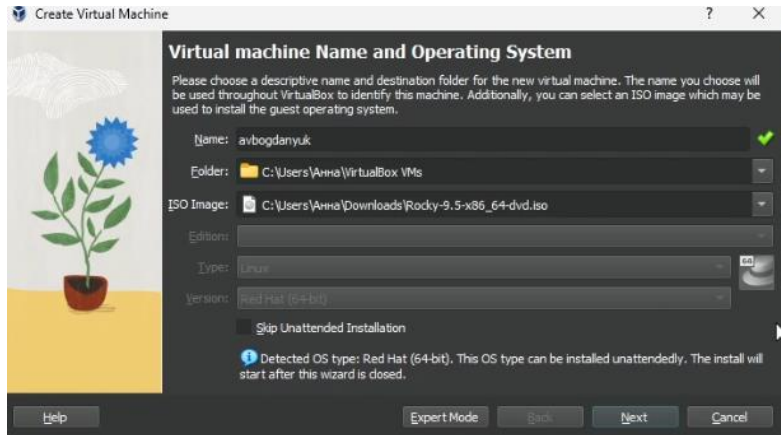 Create Virtual Machine
?
Virtual machine Name and Operating System
Please choose a descriptive name and destination folder for the new virtual machine. The name you choose will
be used throughout VirtualBox to identify this machine. Additionally, you can select an ISO image which may be
used to install the guest operating system.
Name: avbogdanyuk
Folder: C:\Users\Анна\VirtualBox VMs
ISO Image: C:\Users\Анна\Downloads\Rocky-9.5-x86_64-dvd.iso
Edition:
Type: Linux
64
Version: Red Hat (64-bit)
Skip Unattended Installation
Detected OS type: Red Hat (64-bit). This OS type can be installed unattendedly. The install will
start after this wizard is closed.
Help Expert Mode Back Next Cancel